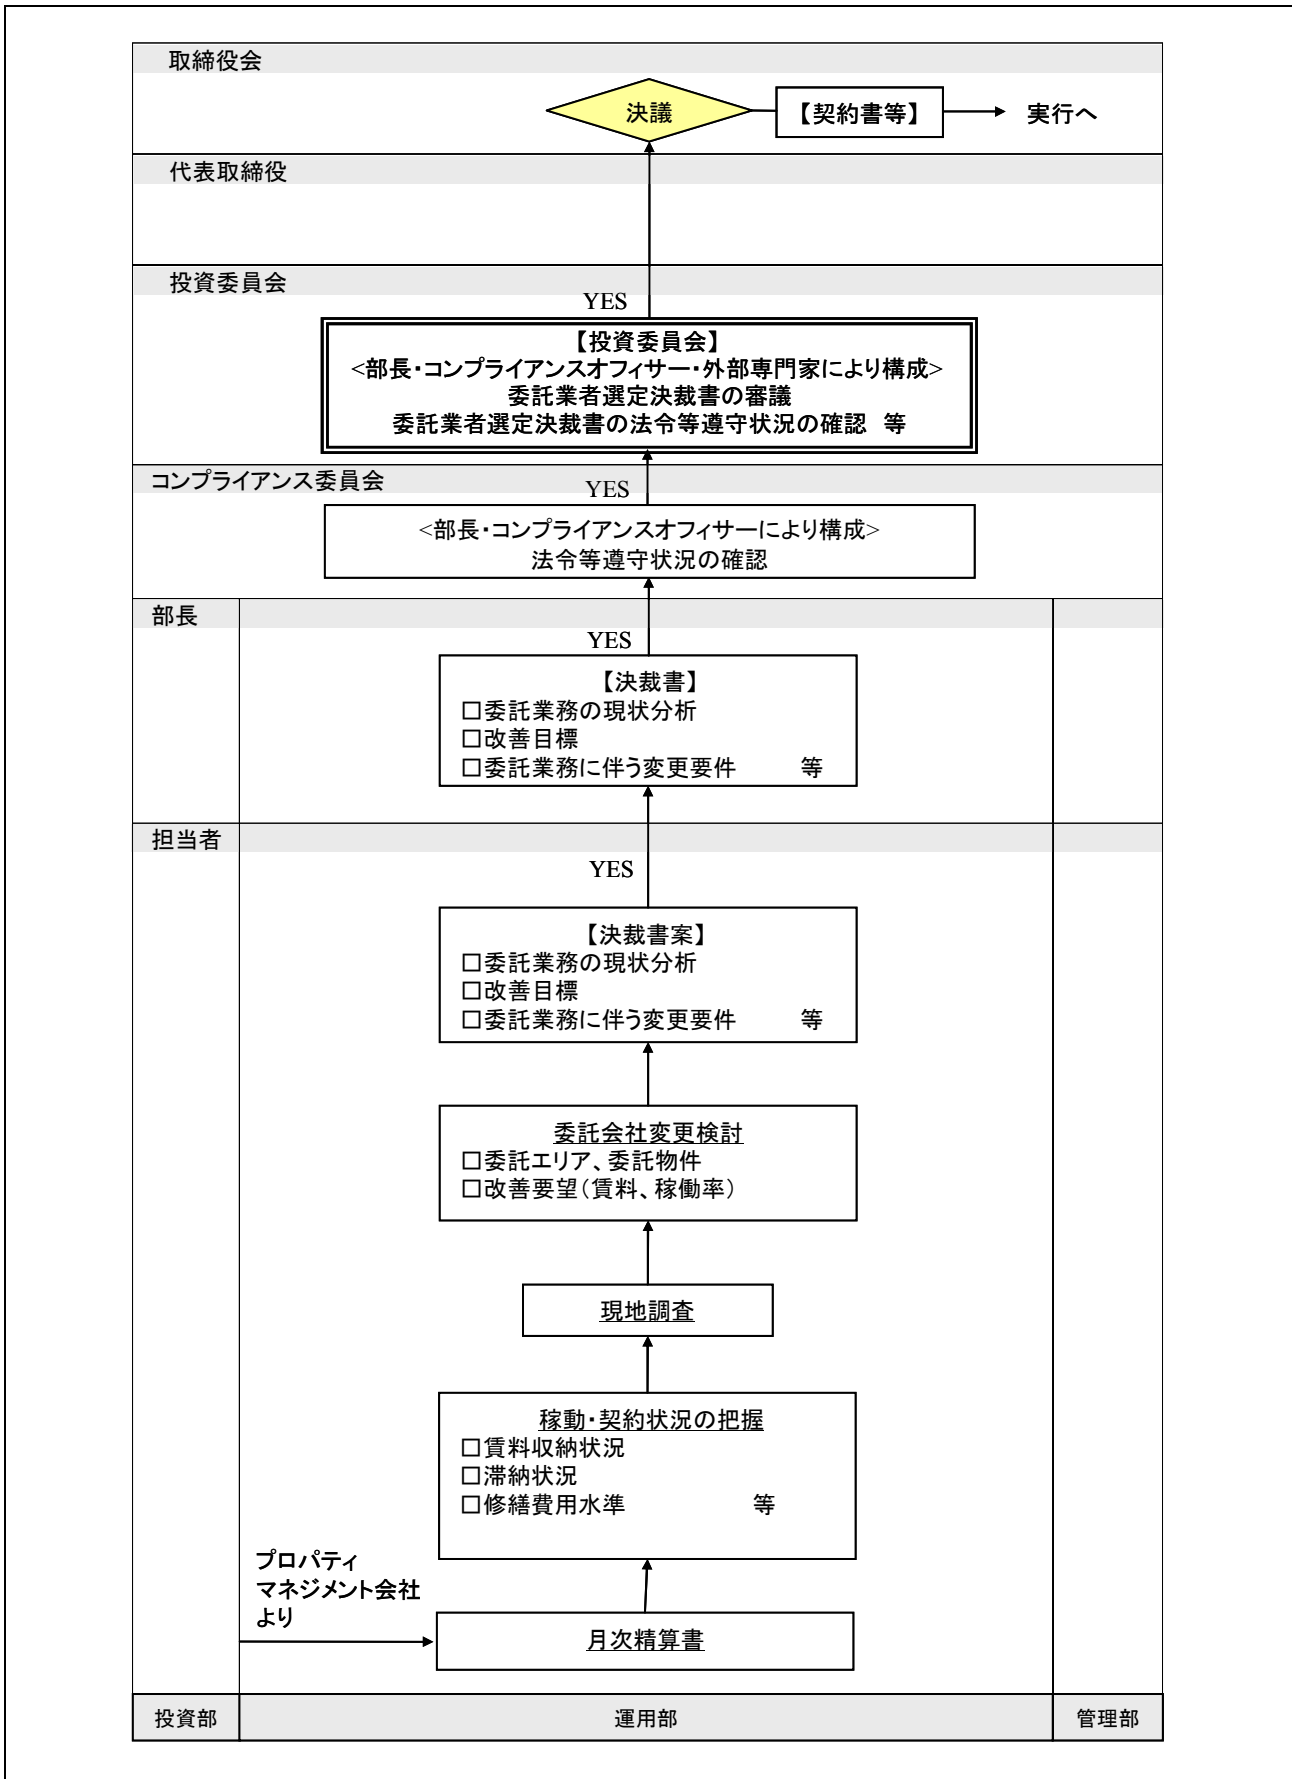 取締役会
決議
【契約書等】
実行へ
代表取締役
投資委員会
YES
【投資委員会】
<部長・コンプライアンスオフィサー・外部専門家により構成>
委託業者選定決裁書の審議
委託業者選定決裁書の法令等遵守状況の確認 等
コンプライアンス委員会
YES
<部長・コンプライアンスオフィサーにより構成>
法令等遵守状況の確認
部長
YES
【決裁書】
□委託業務の現状分析
□改善目標
□委託業務に伴う変更要件 等
担当者
YES
【決裁書案】
□委託業務の現状分析
□改善目標
□委託業務に伴う変更要件 等
委託会社変更検討
□委託エリア、委託物件
□改善要望(賃料、稼働率)
現地調査
稼動・契約状況の把握
□賃料収納状況
□滞納状況
□修繕費用水準 等
プロパティ
マネジメント会社
より
月次精算書
投資部
運用部
管理部